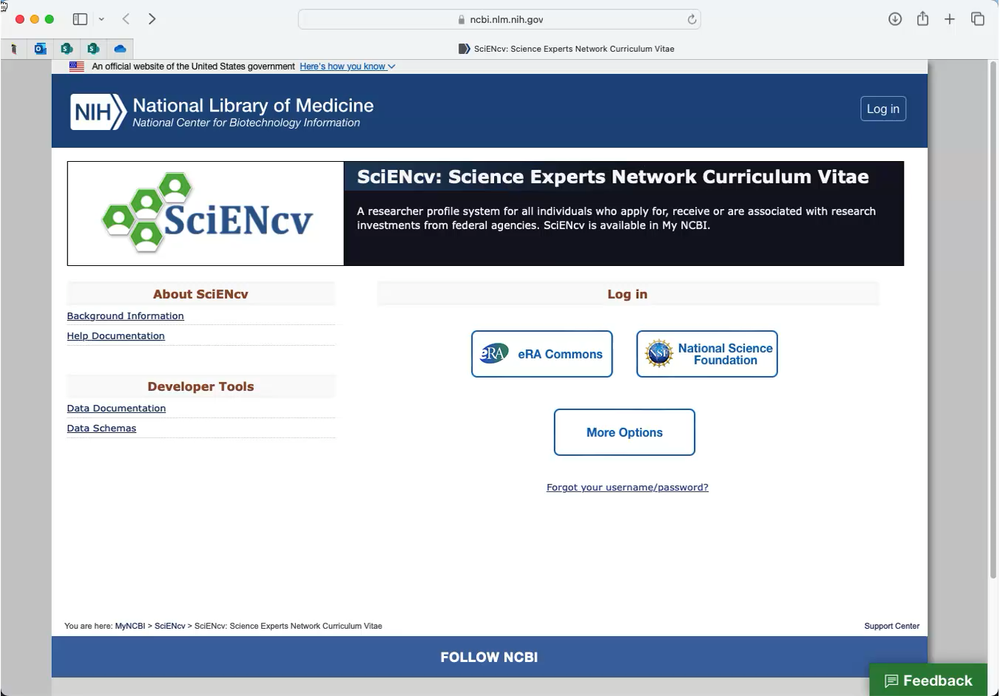 ncbi.nlm.nih.gov
SciENcv: Science Experts Network Curriculum Vitae
An official website of the United States government Here's how you know
NIH National Library of Medicine
National Center for Biotechnology Information
Log in
SciENcv
SciENcv: Science Experts Network Curriculum Vitae
A researcher profile system for all individuals who apply for, receive or are associated with research
investments from federal agencies. SciENcv is available in My NCBI.
About SciENcv
Background Information
Help Documentation
Developer Tools
Data Documentation
Data Schemas
Log in
eRA eRA Commons
NSF National Science
Foundation
More Options
Forgot your username/password?
You are here: MyNCBI > SciENcv > SciENcv: Science Experts Network Curriculum Vitae
Support Center
FOLLOW NCBI
Feedback